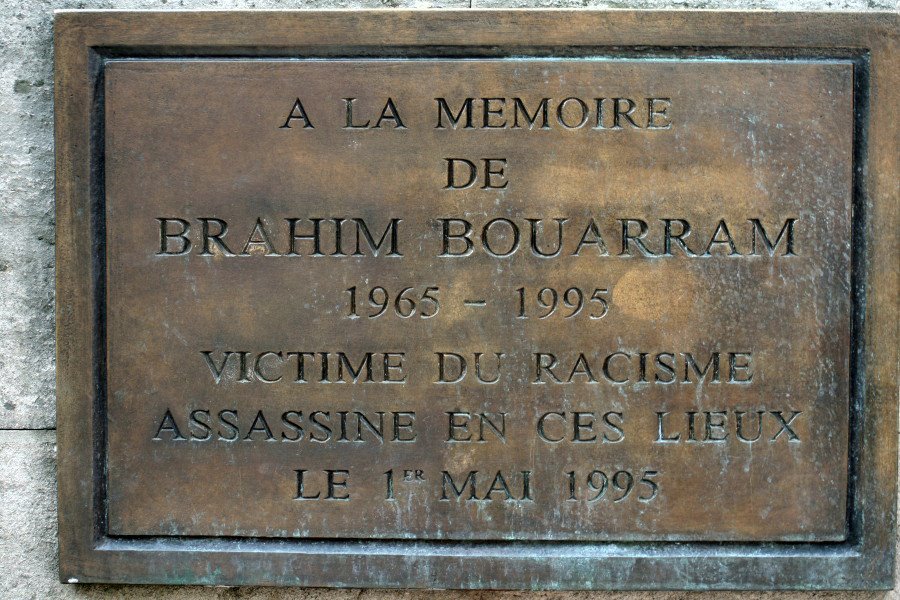 A LA MEMOIRE
DE
BRAHIM BOUARRAM
1965 – 1995
VICTIME DU RACISME
ASSASSINE EN CES LIEUX
LE 1ER MAI 1995